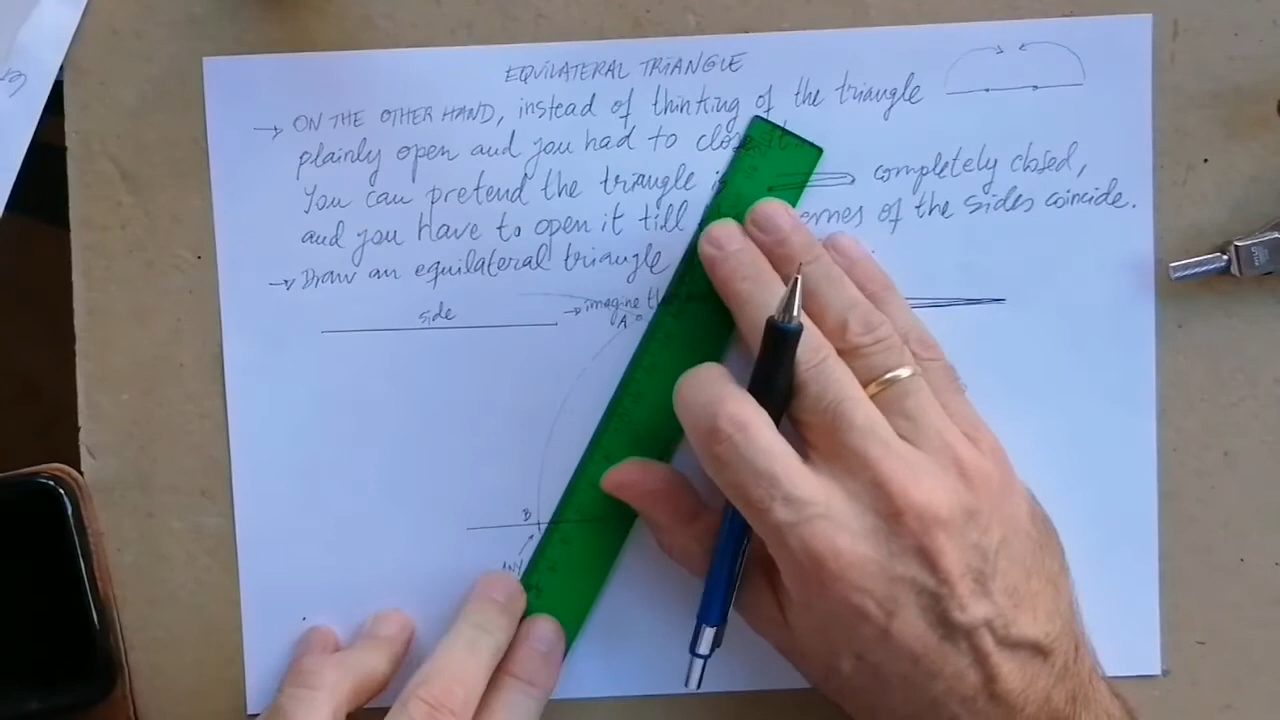 EQUILATERAL TRIANGLE
→ ON THE OTHER HAND, instead of thinking of the triangle
plainly open and you had to close it...
You can pretend the triangle is completely closed,
and you have to open it till of the sides coincide.
→ Draw an equilateral triangle
side
→ imagine
A
B
ANY